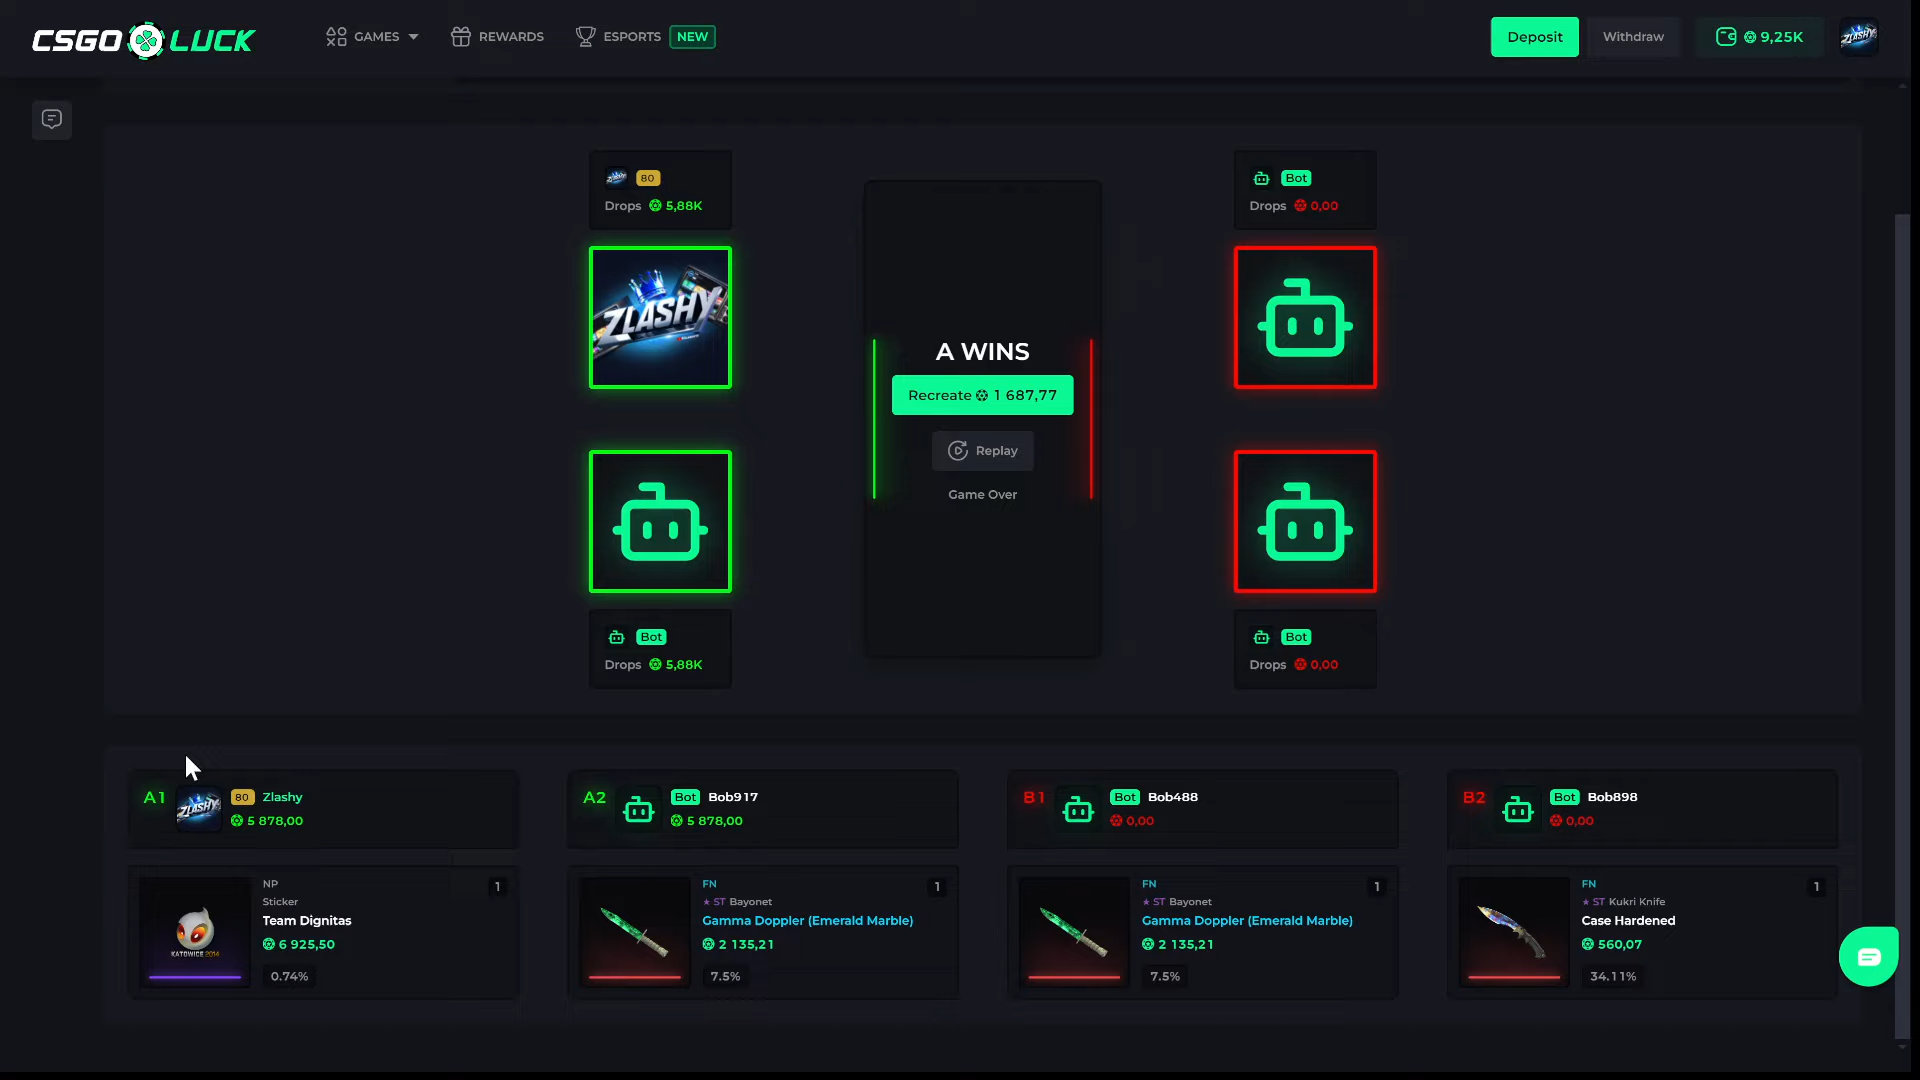 CSGO LUCK
GAMES
REWARDS
ESPORTS
NEW
Deposit
Withdraw
9,25K
ZLASHY
80
Drops 5,88K
Bot
Drops 0,00
ZLASHY
A WINS
Recreate 1 687,77
Replay
Game Over
Bot
Drops 5,88K
Bot
Drops 0,00
A1
ZLASHY
80 Zlashy
5 878,00
A2
Bot Bob917
5 878,00
B1
Bot Bob488
0,00
B2
Bot Bob898
0,00
NP
1
Sticker
Team Dignitas
6 925,50
0.74%
KATOWICE 2014
FN
1
★ ST Bayonet
Gamma Doppler (Emerald Marble)
2 135,21
7.5%
FN
1
★ ST Bayonet
Gamma Doppler (Emerald Marble)
2 135,21
7.5%
FN
1
★ ST Kukri Knife
Case Hardened
560,07
34.11%